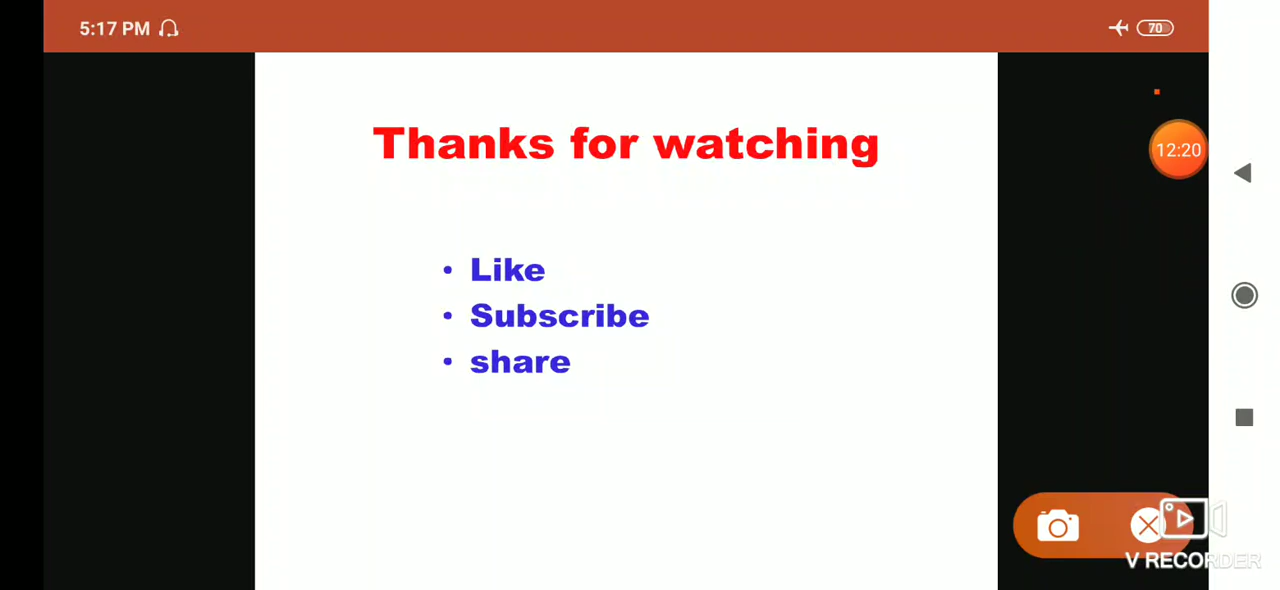 5:17 PM
70
Thanks for watching
12:20
• Like
• Subscribe
• share
V RECORDER